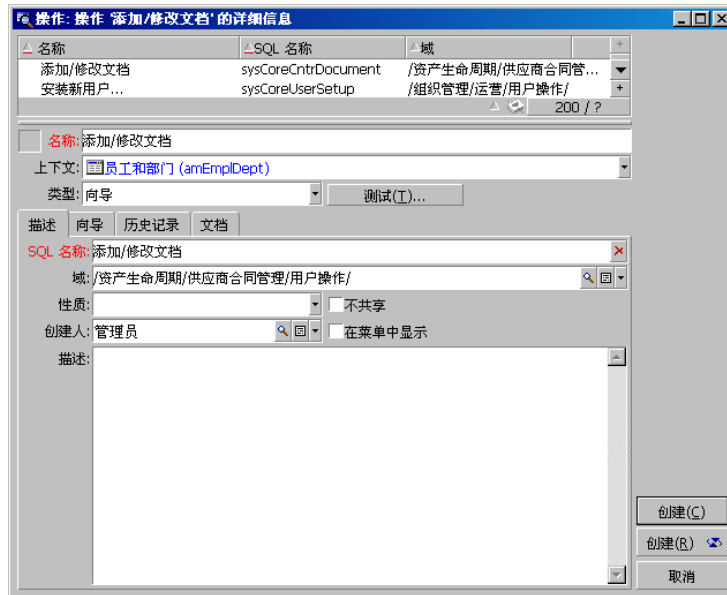 操作: 操作 '添加/修改文档' 的详细信息
名称 SQL 名称 域
添加/修改文档 sysCoreCntrDocument /资产生命周期/供应商合同管...
安装新用户... sysCoreUserSetup /组织管理/运营/用户操作/
200 / ?
名称: 添加/修改文档
上下文: 员工和部门 (amEmplDept)
类型: 向导 测试(T)...
描述 向导 历史记录 文档
SQL 名称: 添加/修改文档
域: /资产生命周期/供应商合同管理/用户操作/
性质: 不共享
创建人: 管理员 在菜单中显示
描述:
创建(C)
创建(R)
取消